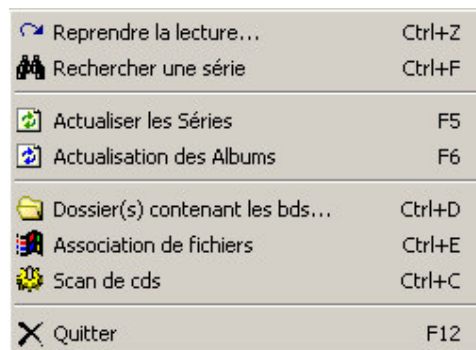 Reprendre la lecture... Ctrl+Z
Rechercher une série Ctrl+F
Actualiser les Séries F5
Actualisation des Albums F6
Dossier(s) contenant les bds... Ctrl+D
Association de fichiers Ctrl+E
Scan de cds Ctrl+C
Quitter F12